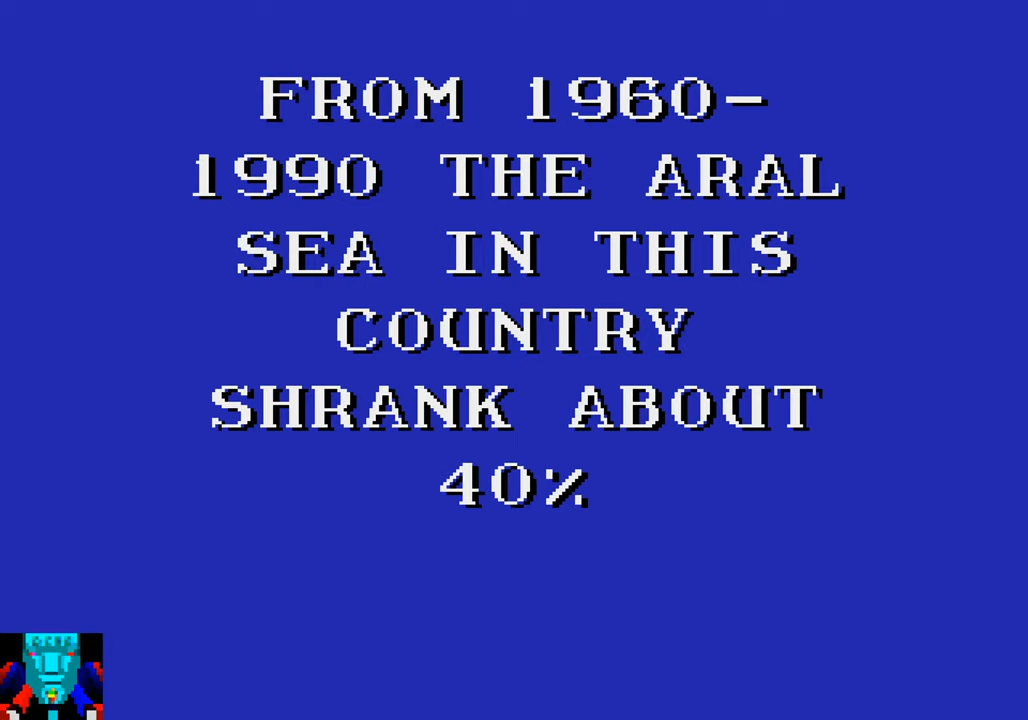 FROM 1960-
1990 THE ARAL
SEA IN THIS
COUNTRY
SHRANK ABOUT
40%